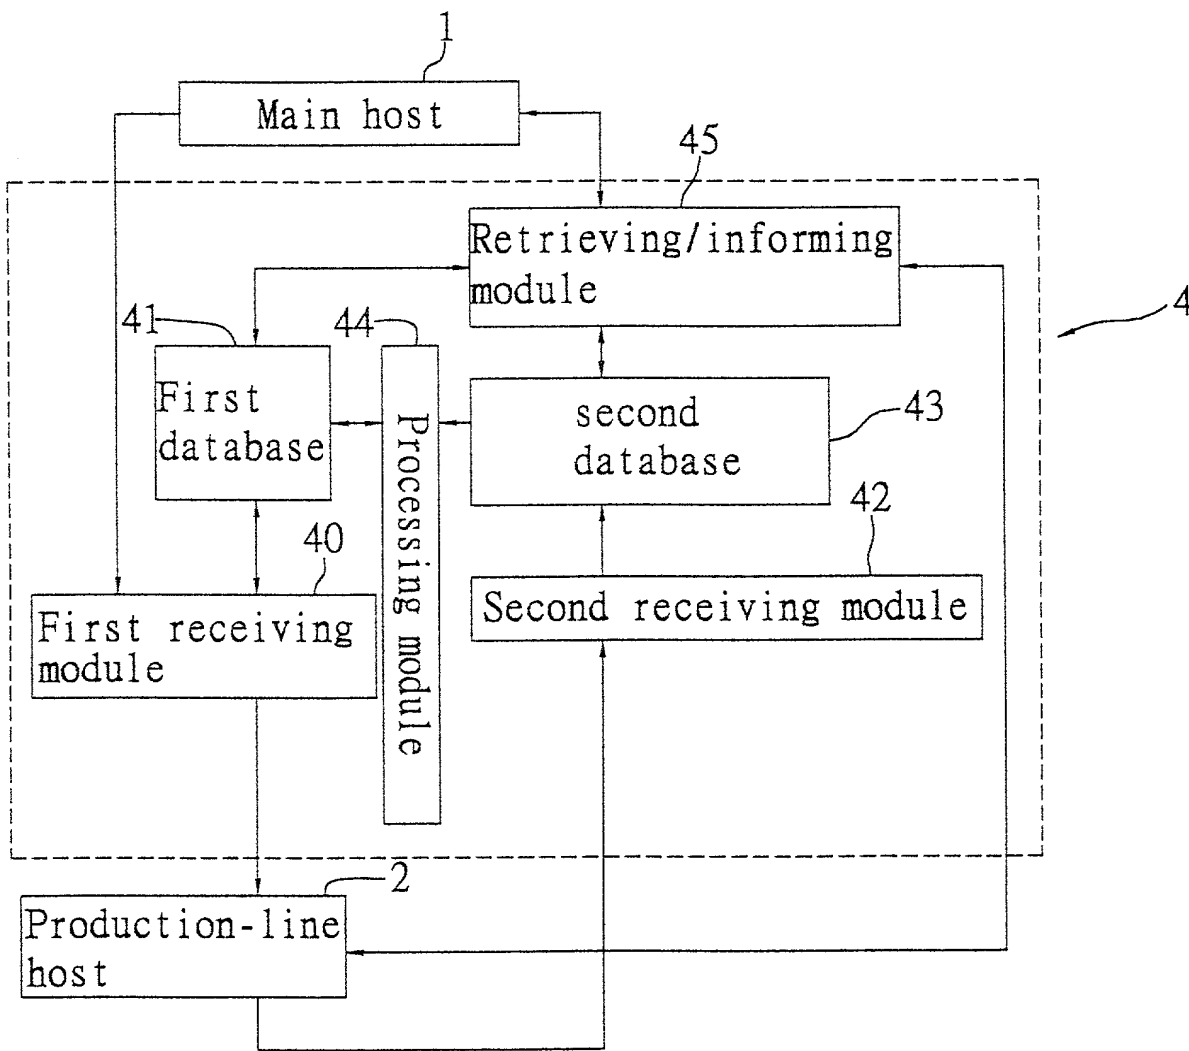 1
Main host
45
Retrieving/informing
module
4
41
44
First
database
Processing module
second
database
43
42
40
First receiving
module
Second receiving module
2
Production-line
host